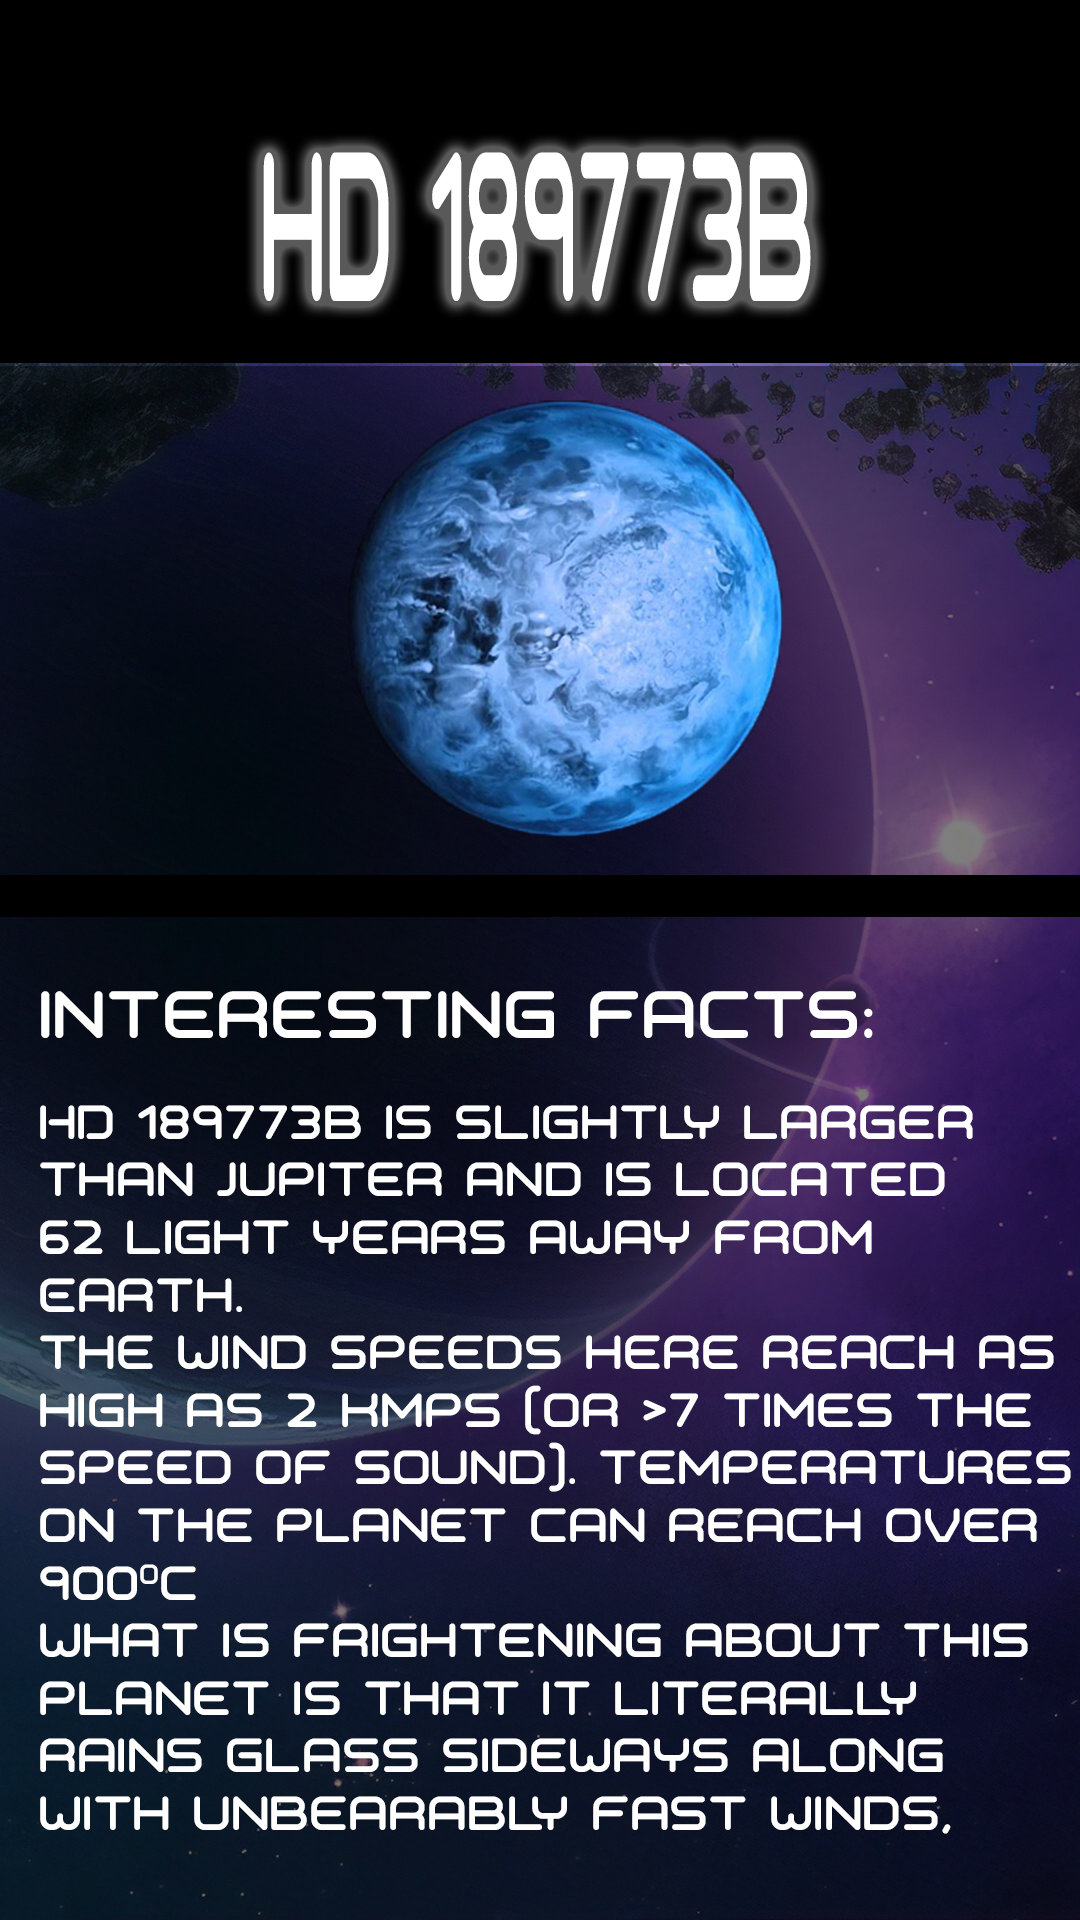 HD 189773B
INTERESTING FACTS:
HD 189773B IS SLIGHTLY LARGER
THAN JUPITER AND IS LOCATED
62 LIGHT YEARS AWAY FROM
EARTH.
THE WIND SPEEDS HERE REACH AS
HIGH AS 2 KMPS (OR >7 TIMES THE
SPEED OF SOUND). TEMPERATURES
ON THE PLANET CAN REACH OVER
900ºC
WHAT IS FRIGHTENING ABOUT THIS
PLANET IS THAT IT LITERALLY
RAINS GLASS SIDEWAYS ALONG
WITH UNBEARABLY FAST WINDS,